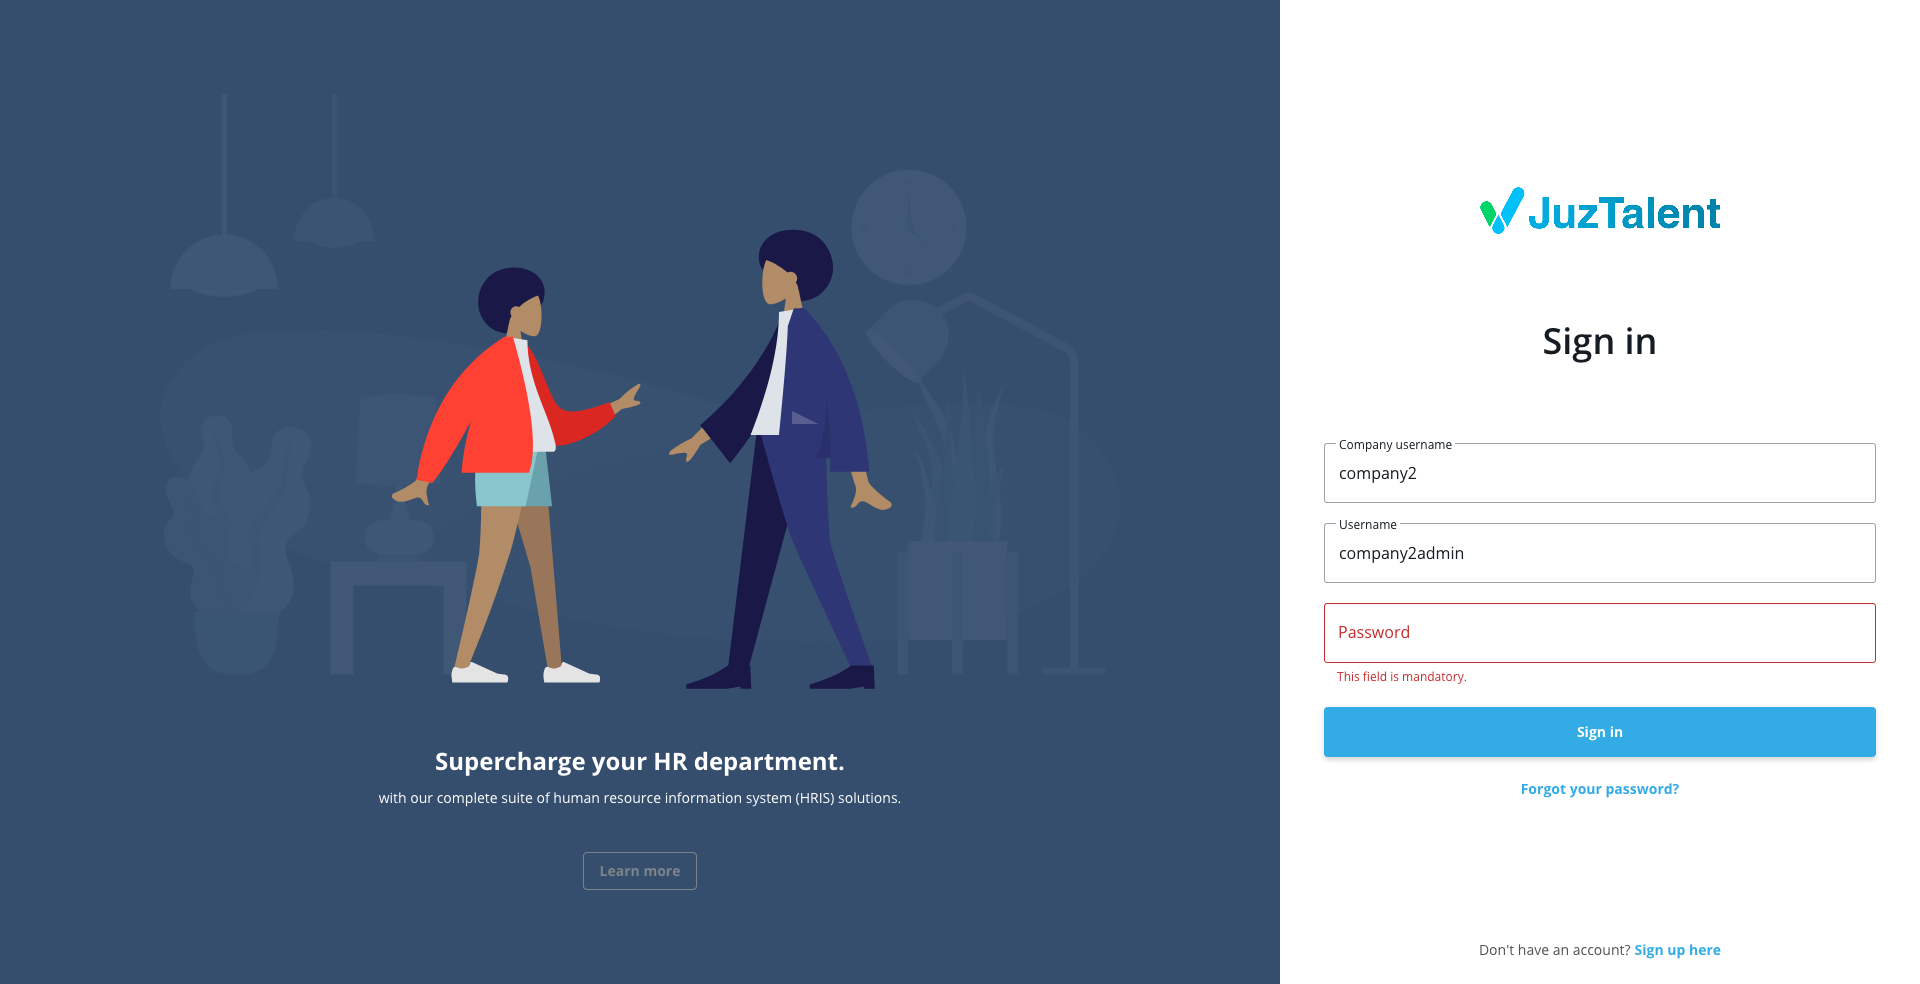 JuzTalent
Sign in
Company username
company2
Username
company2admin
Password
This field is mandatory.
Sign in
Forgot your password?
Don't have an account? Sign up here
Supercharge your HR department.
with our complete suite of human resource information system (HRIS) solutions.
Learn more